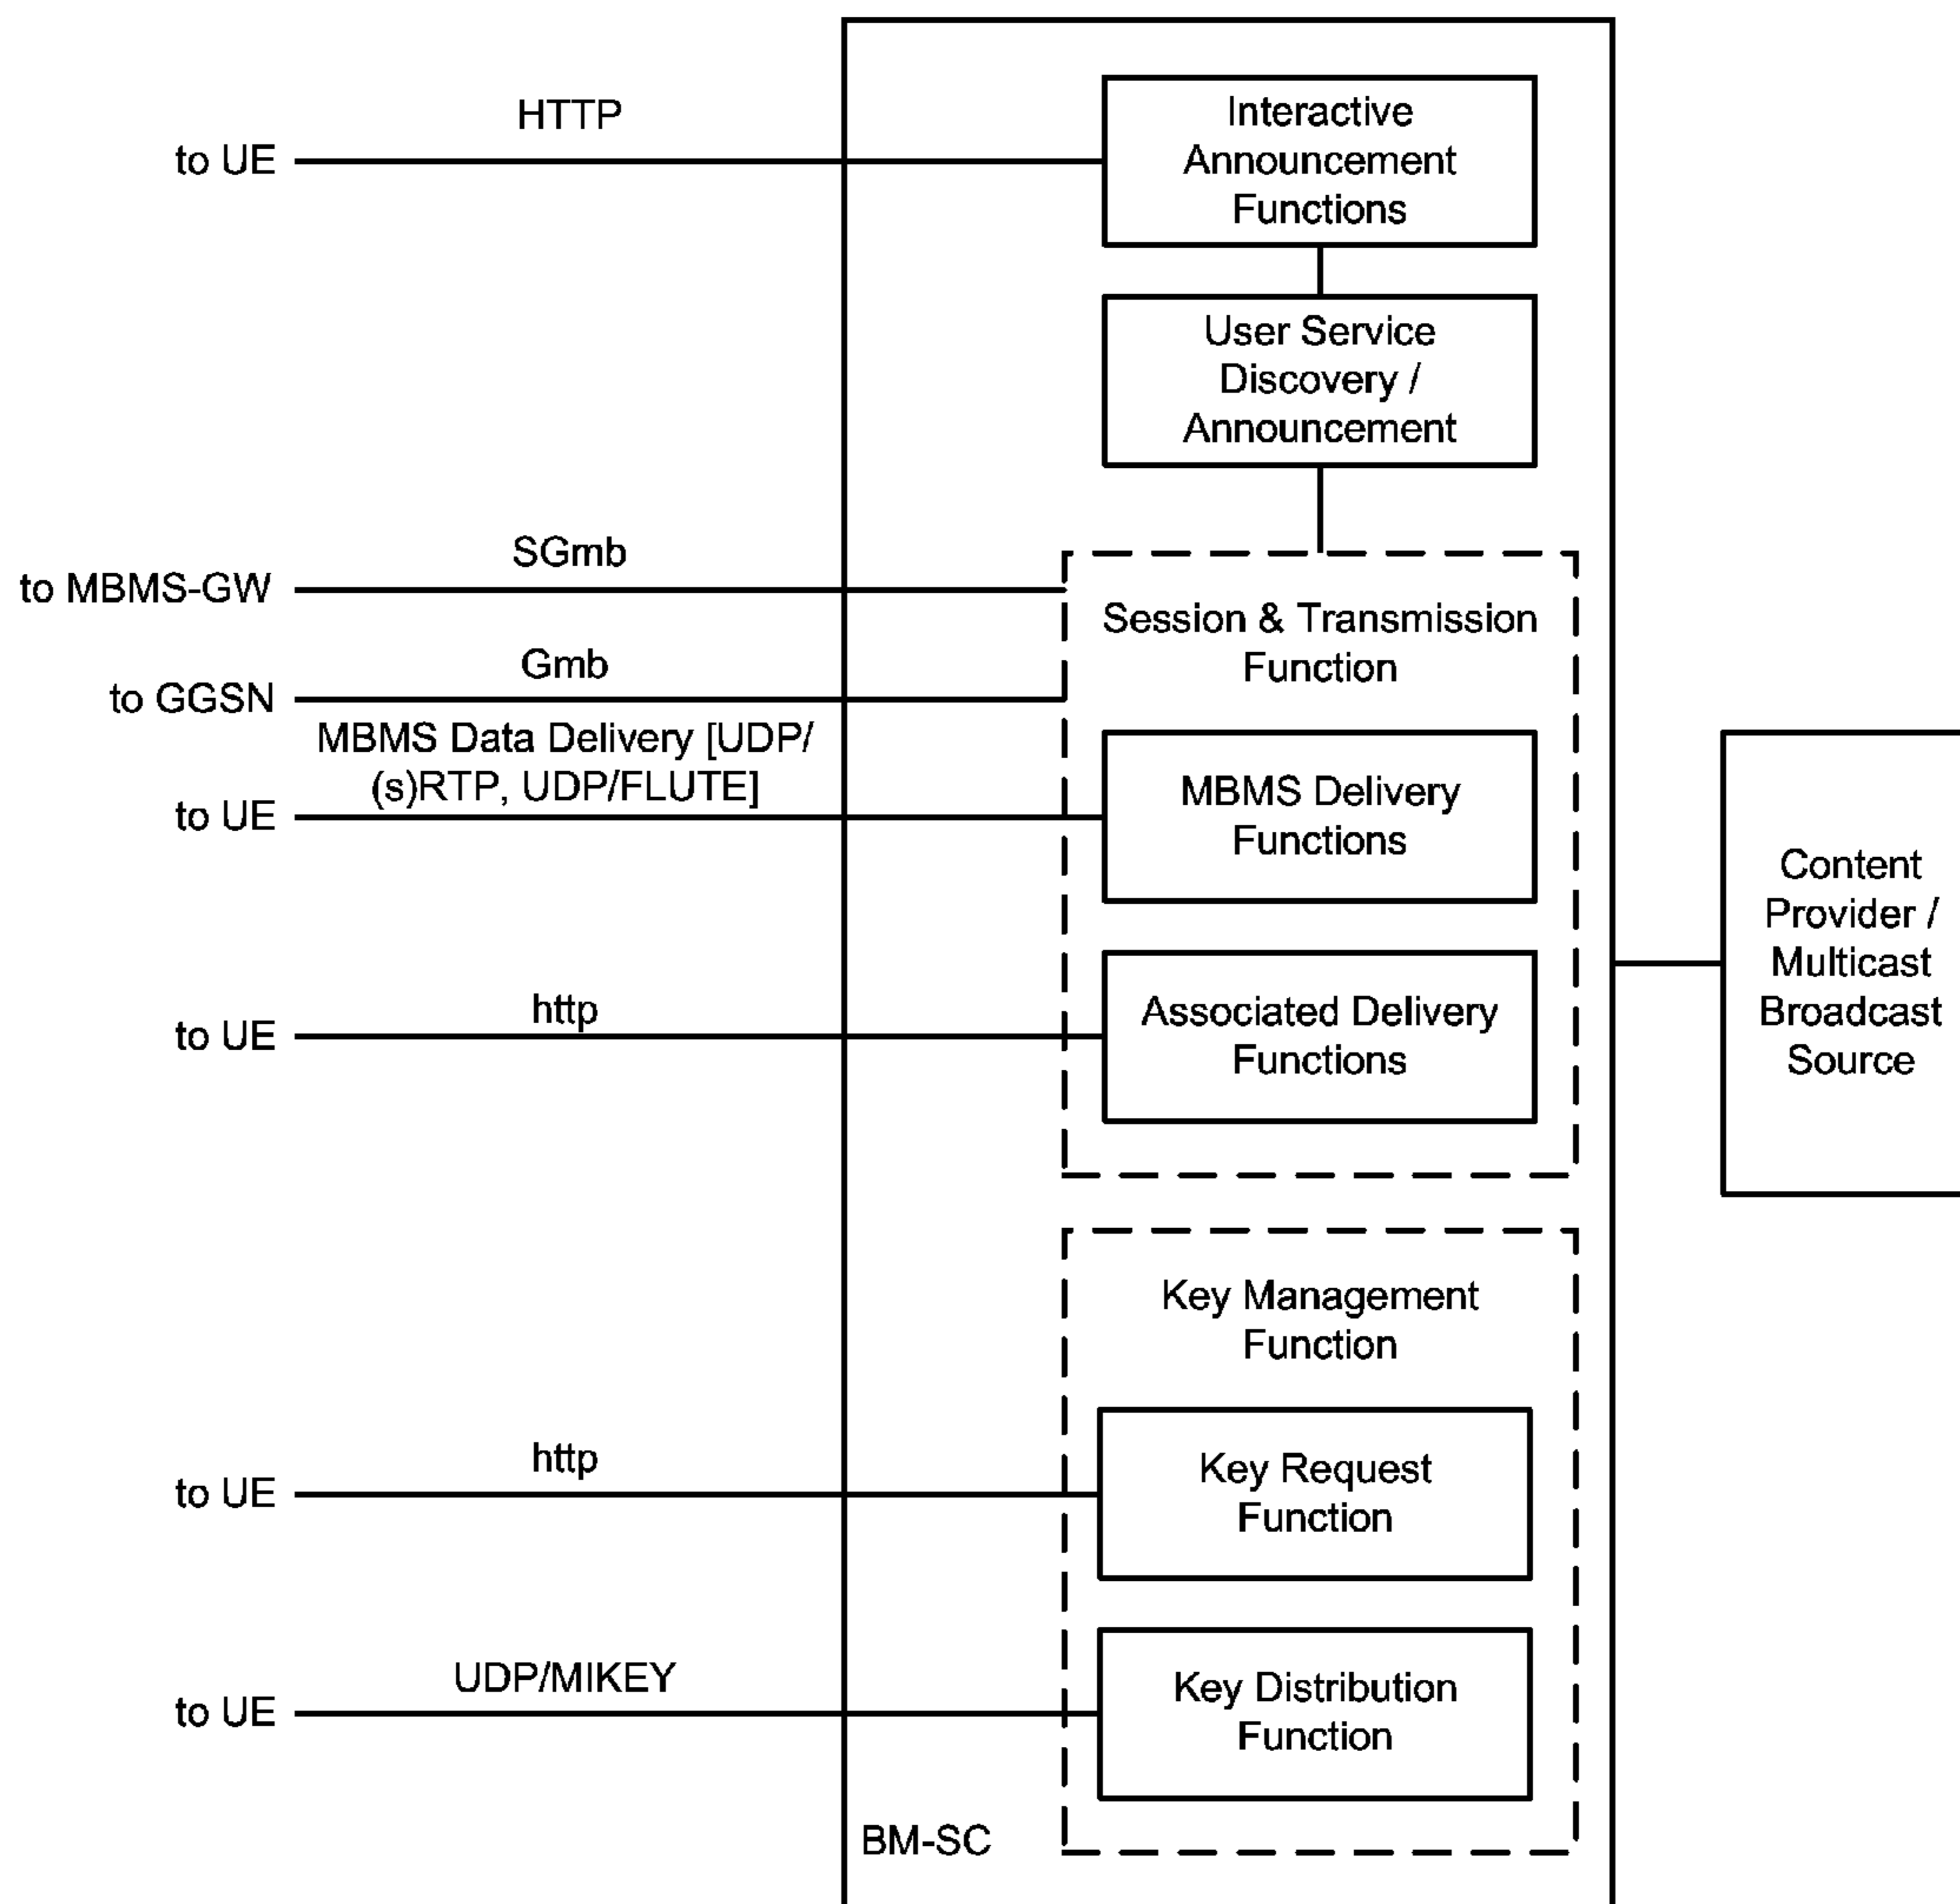 HTTP
to UE
Interactive
Announcement
Functions
User Service
Discovery /
Announcement
SGmb
to MBMS-GW
Session & Transmission
Function
Gmb
to GGSN
MBMS Data Delivery [UDP/
(s)RTP, UDP/FLUTE]
to UE
MBMS Delivery
Functions
http
to UE
Associated Delivery
Functions
Content
Provider /
Multicast
Broadcast
Source
Key Management
Function
http
to UE
Key Request
Function
UDP/MIKEY
to UE
Key Distribution
Function
BM-SC